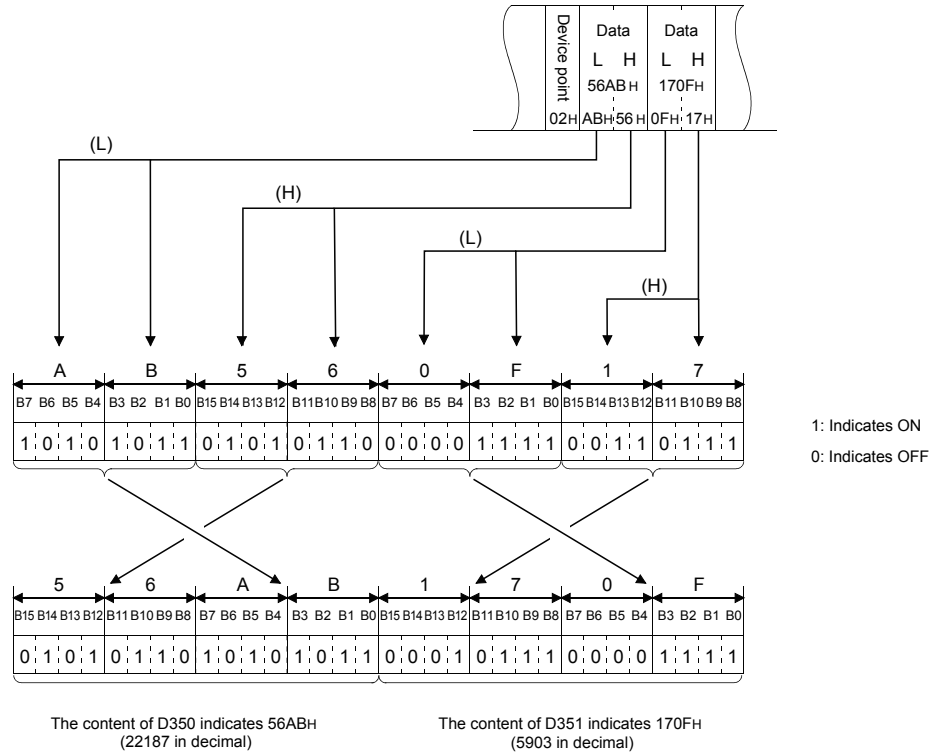 Device point
Data Data
L H L H
56ABH 170FH
02H ABH 56H 0FH 17H
(L)
(H)
(L)
(H)
A B 5 6 0 F 1 7
B7 B6 B5 B4 B3 B2 B1 B0 B15 B14 B13 B12 B11 B10 B9 B8 B7 B6 B5 B4 B3 B2 B1 B0 B15 B14 B13 B12 B11 B10 B9 B8
1 0 1 0 1 0 1 1 0 1 0 1 0 1 1 0 0 0 0 0 1 1 1 1 0 0 1 1 0 1 1 1
1: Indicates ON
0: Indicates OFF
5 6 A B 1 7 0 F
B15 B14 B13 B12 B11 B10 B9 B8 B7 B6 B5 B4 B3 B2 B1 B0 B15 B14 B13 B12 B11 B10 B9 B8 B7 B6 B5 B4 B3 B2 B1 B0
0 1 0 1 0 1 1 0 1 0 1 0 1 0 1 1 0 0 0 1 0 1 1 1 0 0 0 0 1 1 1 1
The content of D350 indicates 56ABH
(22187 in decimal)
The content of D351 indicates 170FH
(5903 in decimal)